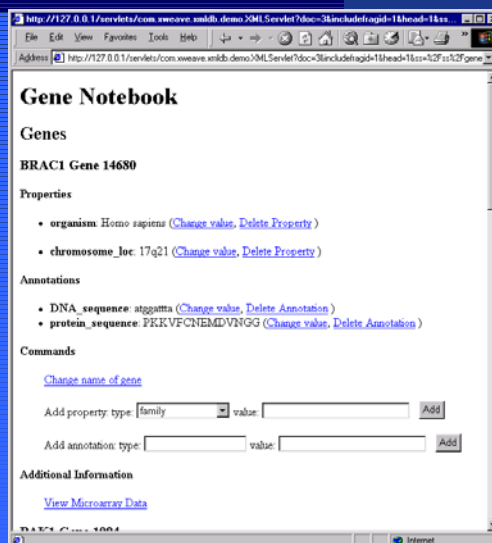 http://127.0.0.1/servlets/com.xweave.xmldb.demo.XMLServlet?doc=3&includefragid=1&head=1&ss...
File Edit View Favorites Tools Help
Address http://127.0.0.1/servlets/com.xweave.xmldb.demo.XMLServlet?doc=3&includefragid=1&head=1&ss=%2Fss%2Fgene
Gene Notebook
Genes
BRAC1 Gene 14680
Properties
• organism: Homo sapiens (Change value, Delete Property )
• chromosome_loc: 17q21 (Change value, Delete Property )
Annotations
• DNA_sequence: atggattta (Change value, Delete Annotation )
• protein_sequence: PKKVFCNEMDVNGG (Change value, Delete Annotation )
Commands
Change name of gene
Add property: type: family value: Add
Add annotation: type: value: Add
Additional Information
View Microarray Data
Internet